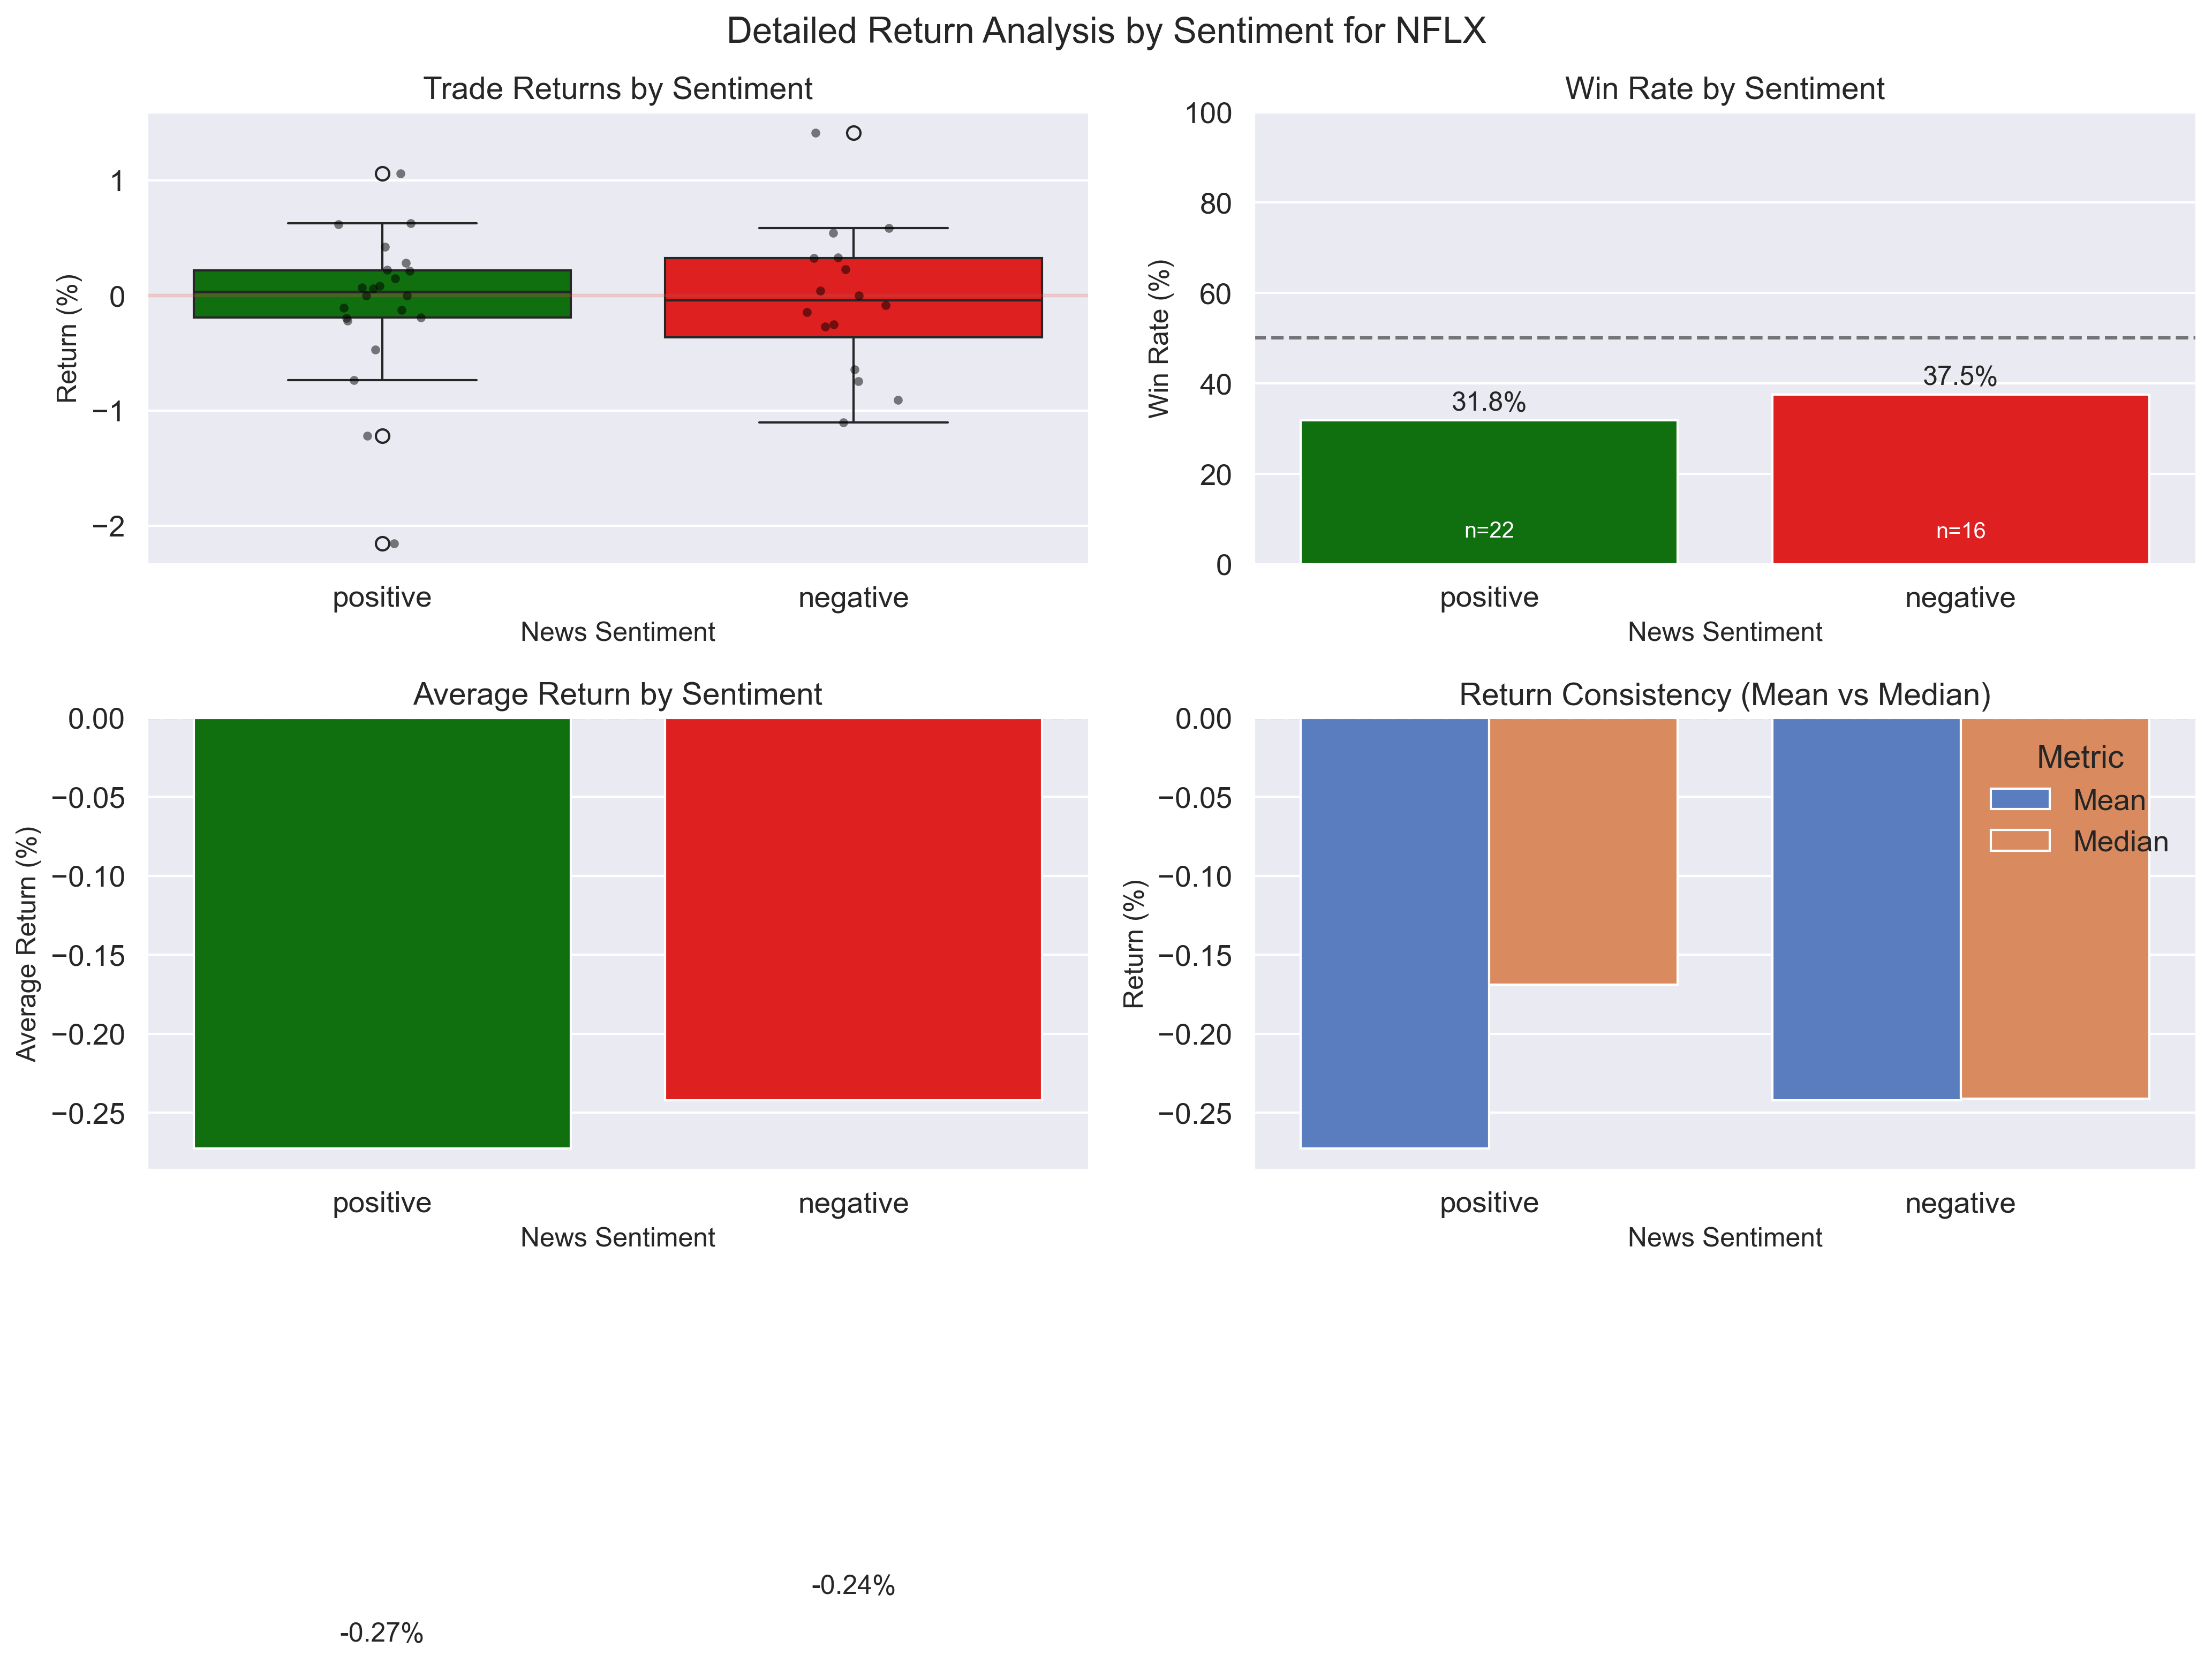 Detailed Return Analysis by Sentiment for NFLX
Trade Returns by Sentiment
Return (%)
1
0
−1
−2
positive
negative
News Sentiment
Win Rate by Sentiment
Win Rate (%)
100
80
60
40
20
0
31.8%
37.5%
n=22
n=16
positive
negative
News Sentiment
Average Return by Sentiment
Average Return (%)
0.00
−0.05
−0.10
−0.15
−0.20
−0.25
positive
negative
News Sentiment
-0.27%
-0.24%
Return Consistency (Mean vs Median)
Return (%)
0.00
−0.05
−0.10
−0.15
−0.20
−0.25
Metric
Mean
Median
positive
negative
News Sentiment